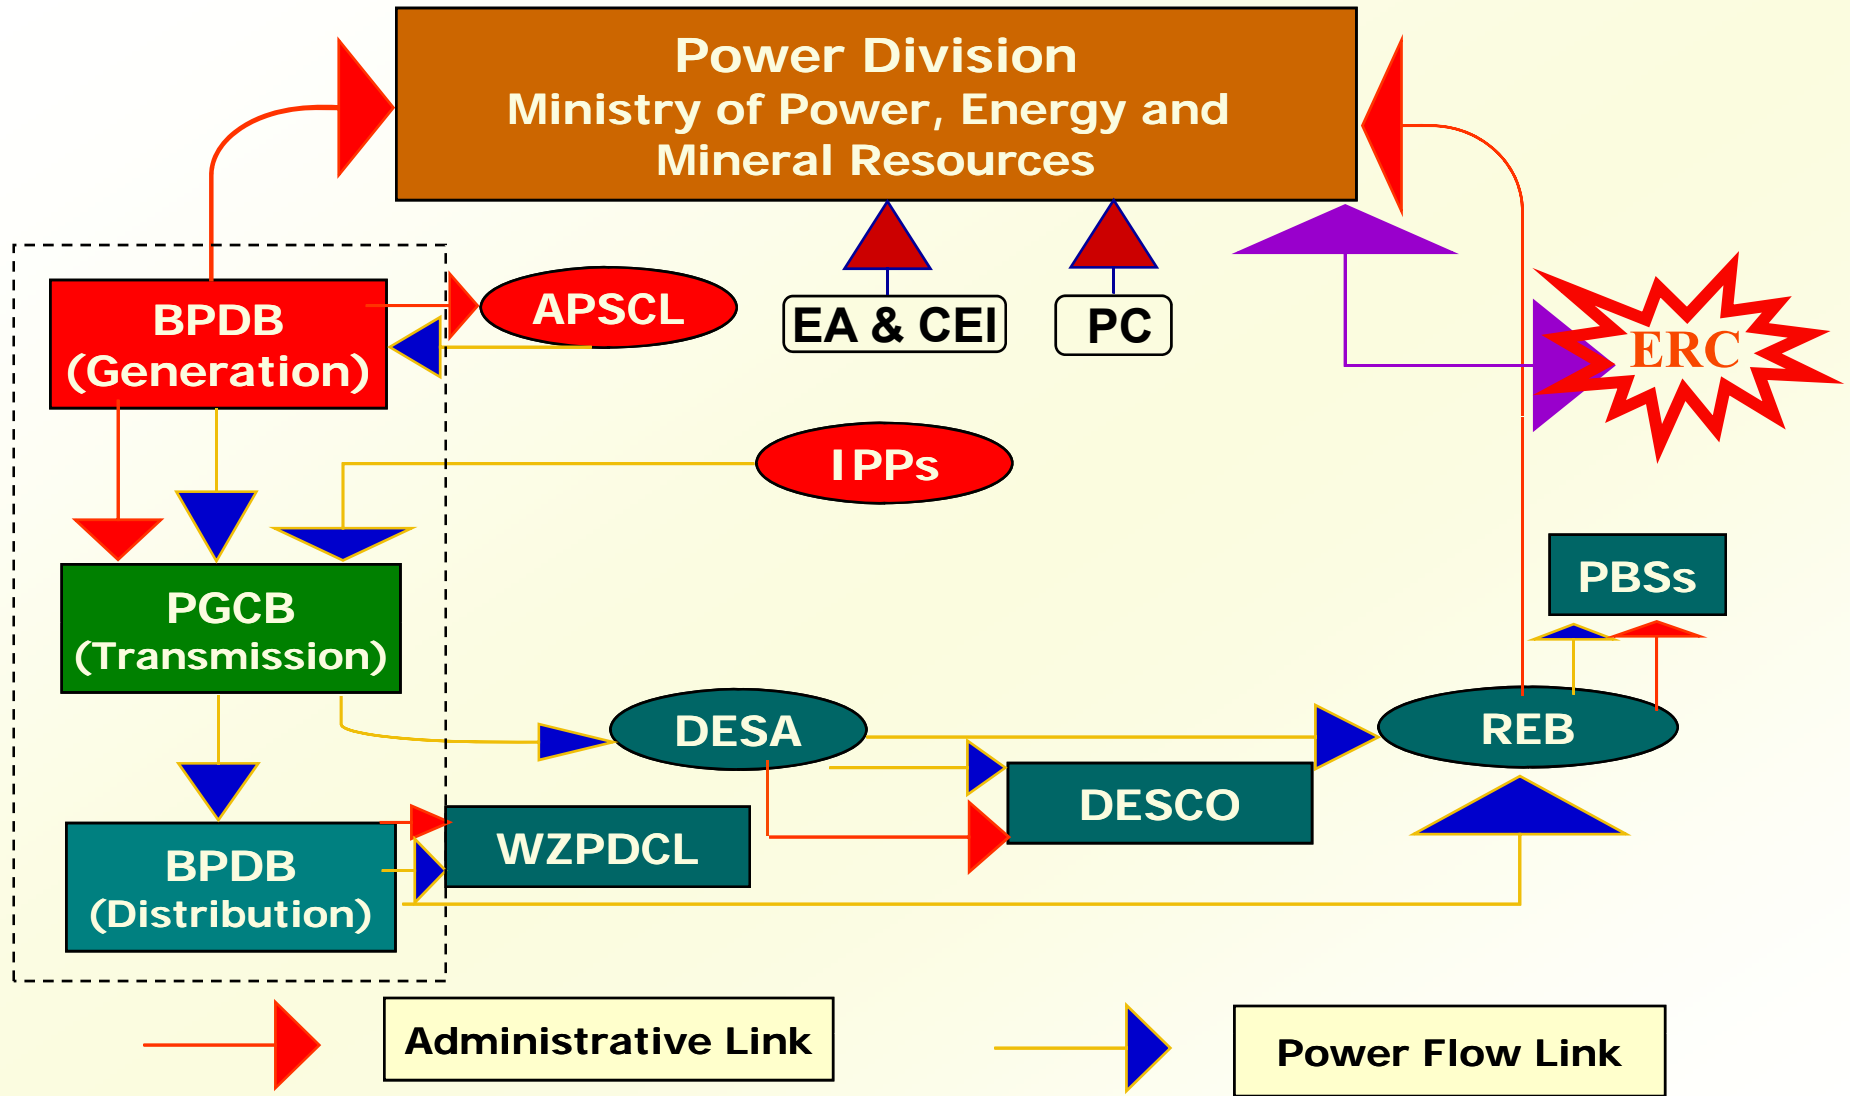 Power Division
Ministry of Power, Energy and
Mineral Resources
BPDB
(Generation)
APSCL
EA & CEI
PC
ERC
IPPs
PGCB
(Transmission)
PBSs
DESA
REB
DESCO
WZPDCL
BPDB
(Distribution)
Administrative Link
Power Flow Link